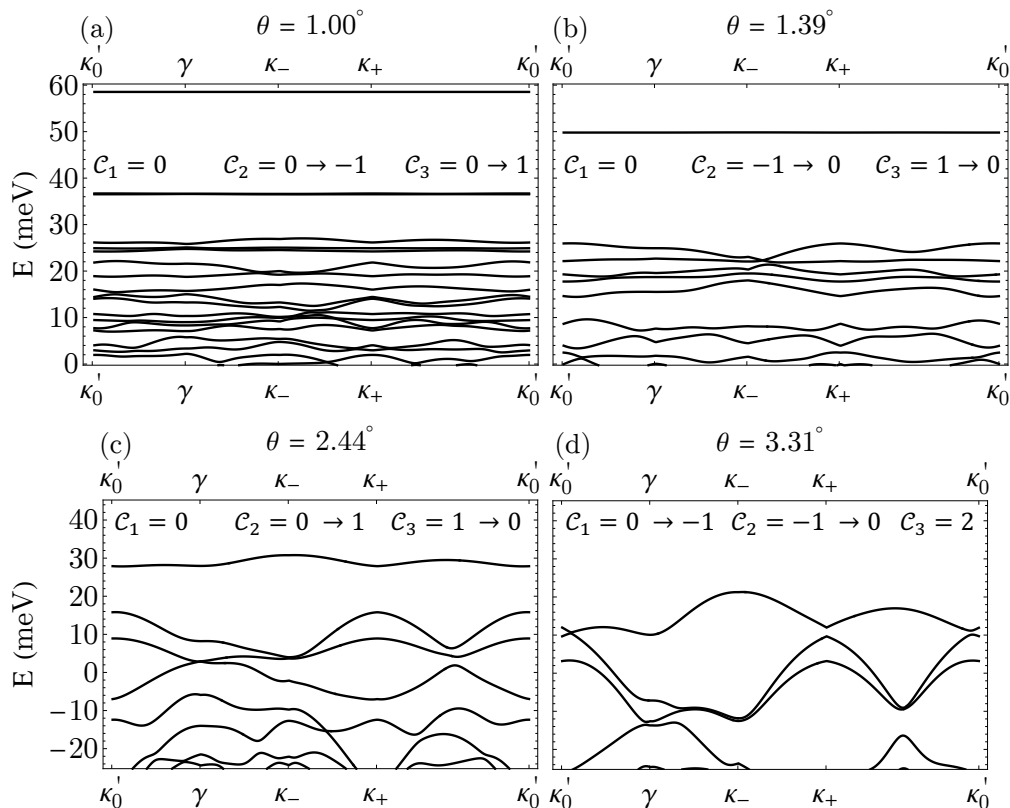 (a) θ = 1.00°
κ₀' γ κ₋ κ₊ κ₀'
60
50
𝒞₁ = 0 𝒞₂ = 0 → −1 𝒞₃ = 0 → 1
40
30
20
10
0
E (meV)
κ₀' γ κ₋ κ₊ κ₀'
(b) θ = 1.39°
κ₀' γ κ₋ κ₊ κ₀'
𝒞₁ = 0 𝒞₂ = −1 → 0 𝒞₃ = 1 → 0
κ₀' γ κ₋ κ₊ κ₀'
(c) θ = 2.44°
κ₀' γ κ₋ κ₊ κ₀'
40
𝒞₁ = 0 𝒞₂ = 0 → 1 𝒞₃ = 1 → 0
30
20
10
0
−10
−20
E (meV)
κ₀' γ κ₋ κ₊ κ₀'
(d) θ = 3.31°
κ₀' γ κ₋ κ₊ κ₀'
𝒞₁ = 0 → −1 𝒞₂ = −1 → 0 𝒞₃ = 2
κ₀' γ κ₋ κ₊ κ₀'